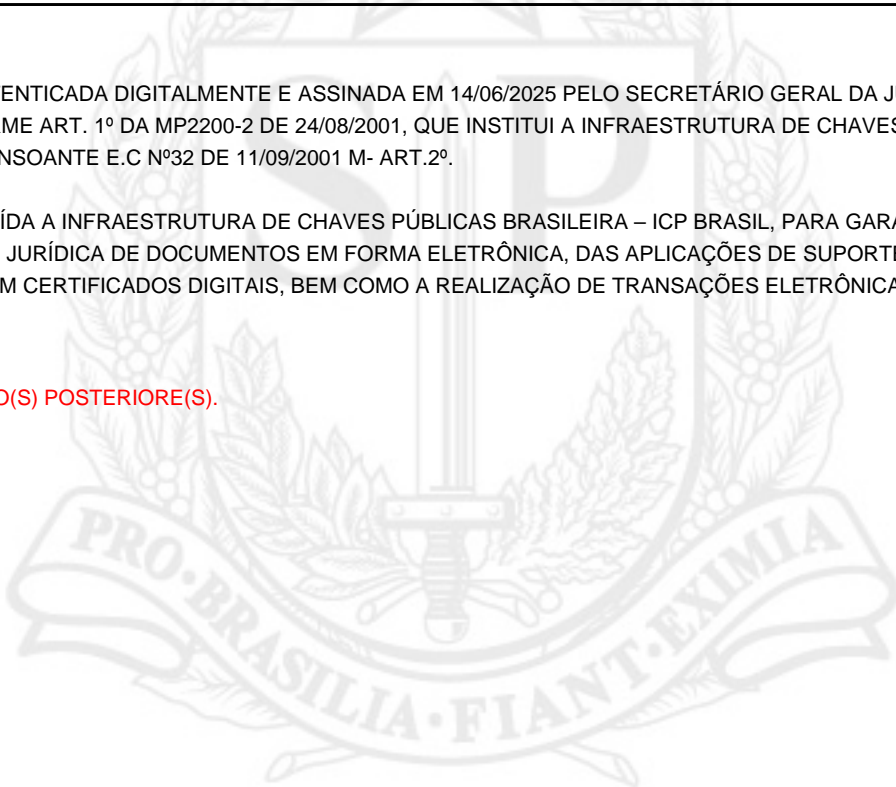 SP
ENTICADA DIGITALMENTE E ASSINADA EM 14/06/2025 PELO SECRETÁRIO GERAL DA J
RME ART. 1º DA MP2200-2 DE 24/08/2001, QUE INSTITUI A INFRAESTRUTURA DE CHAVES
NSOANTE E.C Nº32 DE 11/09/2001 M- ART.2º.
ÍDA A INFRAESTRUTURA DE CHAVES PÚBLICAS BRASILEIRA – ICP BRASIL, PARA GARA
JURÍDICA DE DOCUMENTOS EM FORMA ELETRÔNICA, DAS APLICAÇÕES DE SUPORTE
M CERTIFICADOS DIGITAIS, BEM COMO A REALIZAÇÃO DE TRANSAÇÕES ELETRÔNICA
O(S) POSTERIORE(S).
PRO·BRASILIA·FIANT·EXIMIA